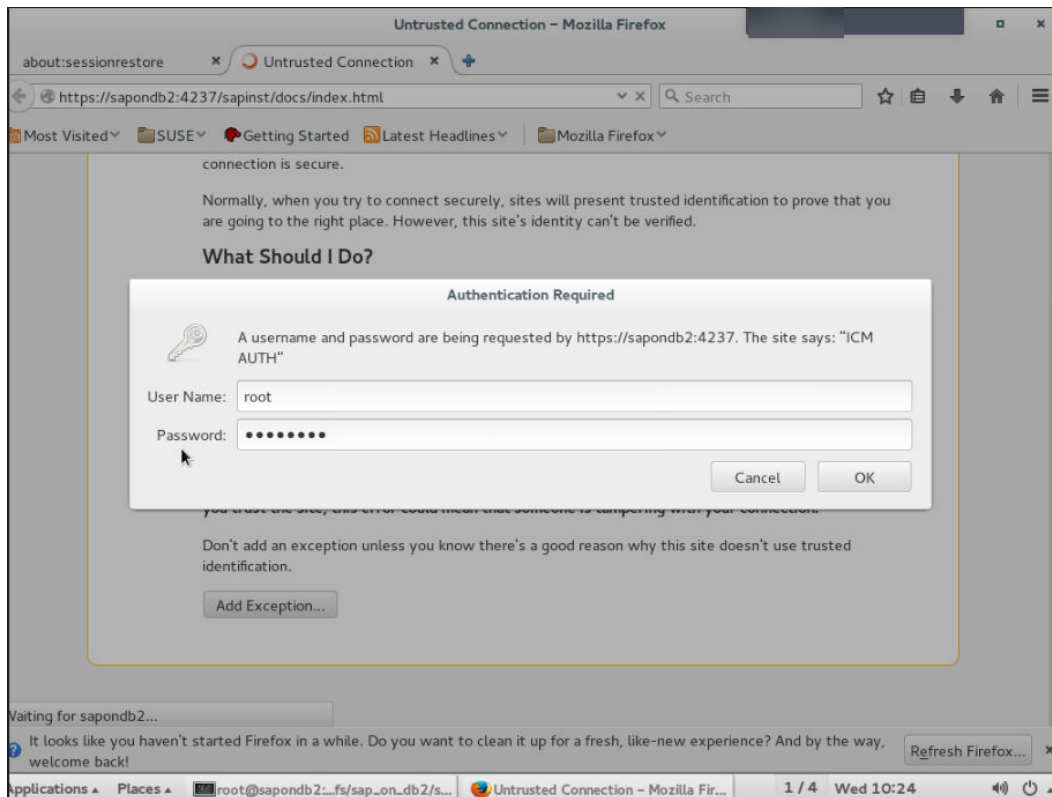 Untrusted Connection – Mozilla Firefox
about:sessionrestore
Untrusted Connection
https://sapondb2:4237/sapinst/docs/index.html
Search
Most Visited
SUSE
Getting Started
Latest Headlines
Mozilla Firefox
connection is secure.
Normally, when you try to connect securely, sites will present trusted identification to prove that you
are going to the right place. However, this site's identity can't be verified.
What Should I Do?
Authentication Required
A username and password are being requested by https://sapondb2:4237. The site says: "ICM
AUTH"
User Name: root
Password: ••••••••
Cancel
OK
you trust the site, this error could mean that someone is tampering with your connection.
Don't add an exception unless you know there's a good reason why this site doesn't use trusted
identification.
Add Exception...
Waiting for sapondb2...
It looks like you haven't started Firefox in a while. Do you want to clean it up for a fresh, like-new experience? And by the way,
welcome back!
Refresh Firefox...
Applications
Places
root@sapondb2:…fs/sap_on_db2/s...
Untrusted Connection – Mozilla Fir...
1 / 4
Wed 10:24